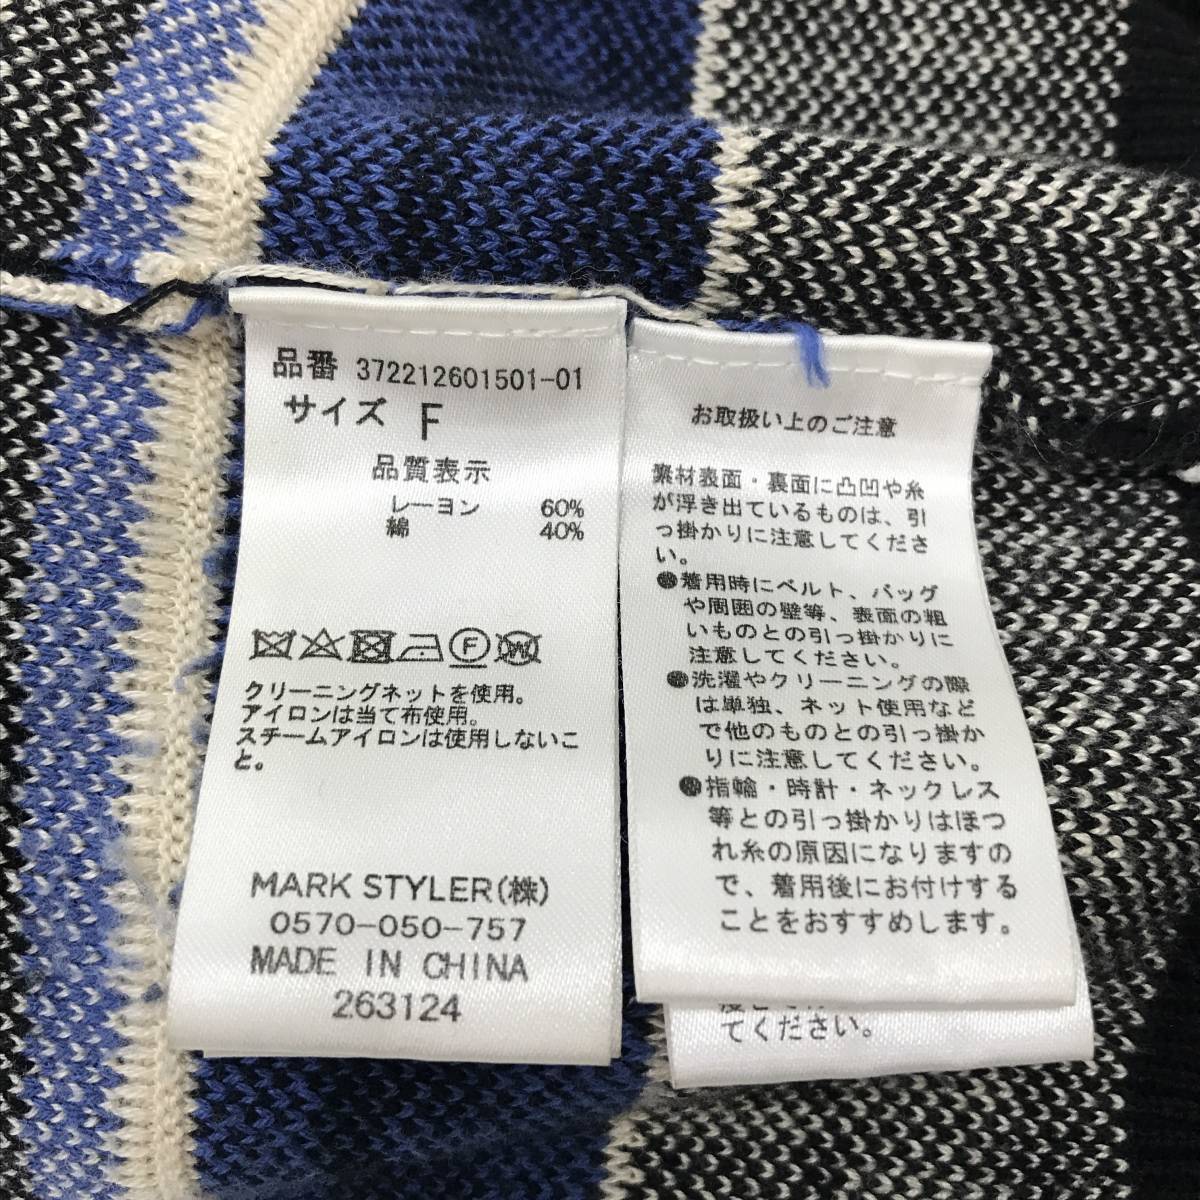 品番 372212601501-01
サイズ F
品質表示
レーヨン 60%
綿 40%
F
W
クリーニングネットを使用。
アイロンは当て布使用。
スチームアイロンは使用しないこ
と。
MARK STYLER(株)
0570-050-757
MADE IN CHINA
263124
お取扱い上のご注意
素材表面・裏面に凸凹や糸
が浮き出ているものは、引
っ掛かりに注意してくださ
い。
●着用時にベルト、バッグ
や周囲の壁等、表面の粗
いものとの引っ掛かりに
注意してください。
●洗濯やクリーニングの際
は単独、ネット使用など
で他のものとの引っ掛か
りに注意してください。
●指輪・時計・ネックレス
等との引っ掛かりはほつ
れ糸の原因になりますの
で、着用後にお付けする
ことをおすすめします。
てください。